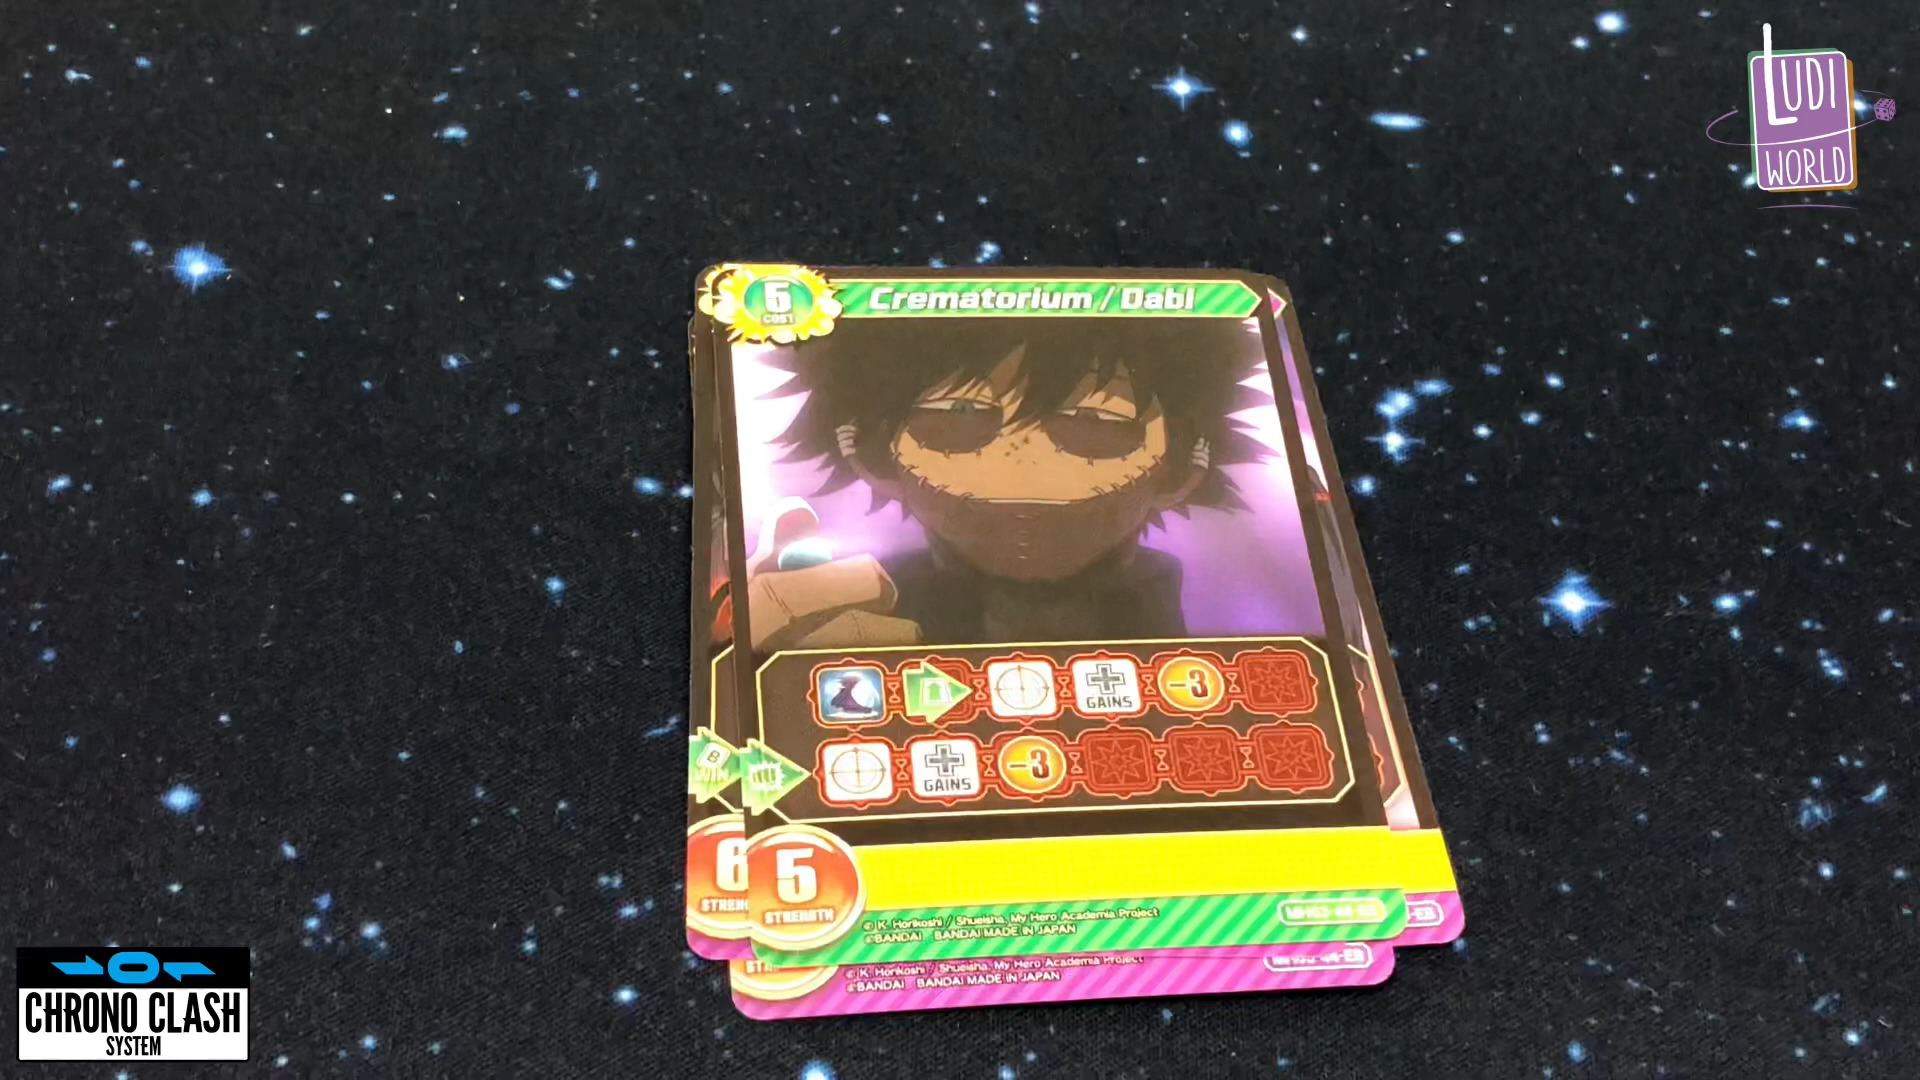 LUDI
WORLD
5
COST
Crematorium / Dabi
GAINS
-3
B
WIN
GAINS
-3
6
5
STRENGTH
© K. Horikoshi / Shueisha, My Hero Academia Project
©BANDAI BANDAI MADE IN JAPAN
-EB
© K. Horikoshi / Shueisha, My Hero Academia Project
©BANDAI BANDAI MADE IN JAPAN
CHRONO CLASH
SYSTEM